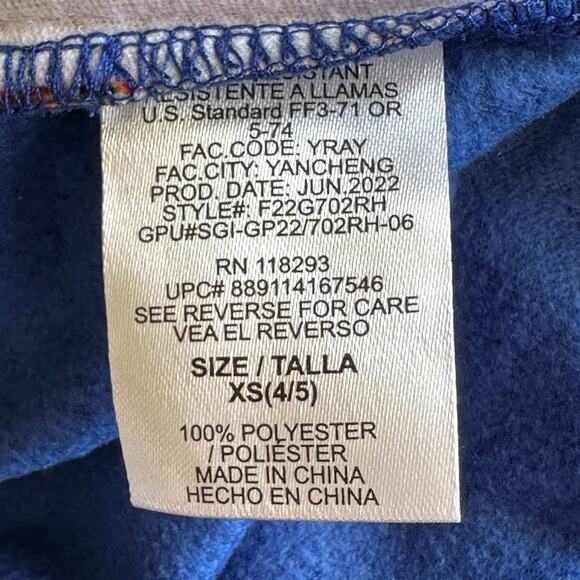 RESISTENTE A LLAMAS
U.S. Standard FF3-71 OR
5-74
FAC.CODE: YRAY
FAC.CITY: YANCHENG
PROD. DATE: JUN.2022
STYLE#: F22G702RH
GPU#SGI-GP22/702RH-06
RN 118293
UPC# 889114167546
SEE REVERSE FOR CARE
VEA EL REVERSO
SIZE / TALLA
XS(4/5)
100% POLYESTER
/ POLIÉSTER
MADE IN CHINA
HECHO EN CHINA